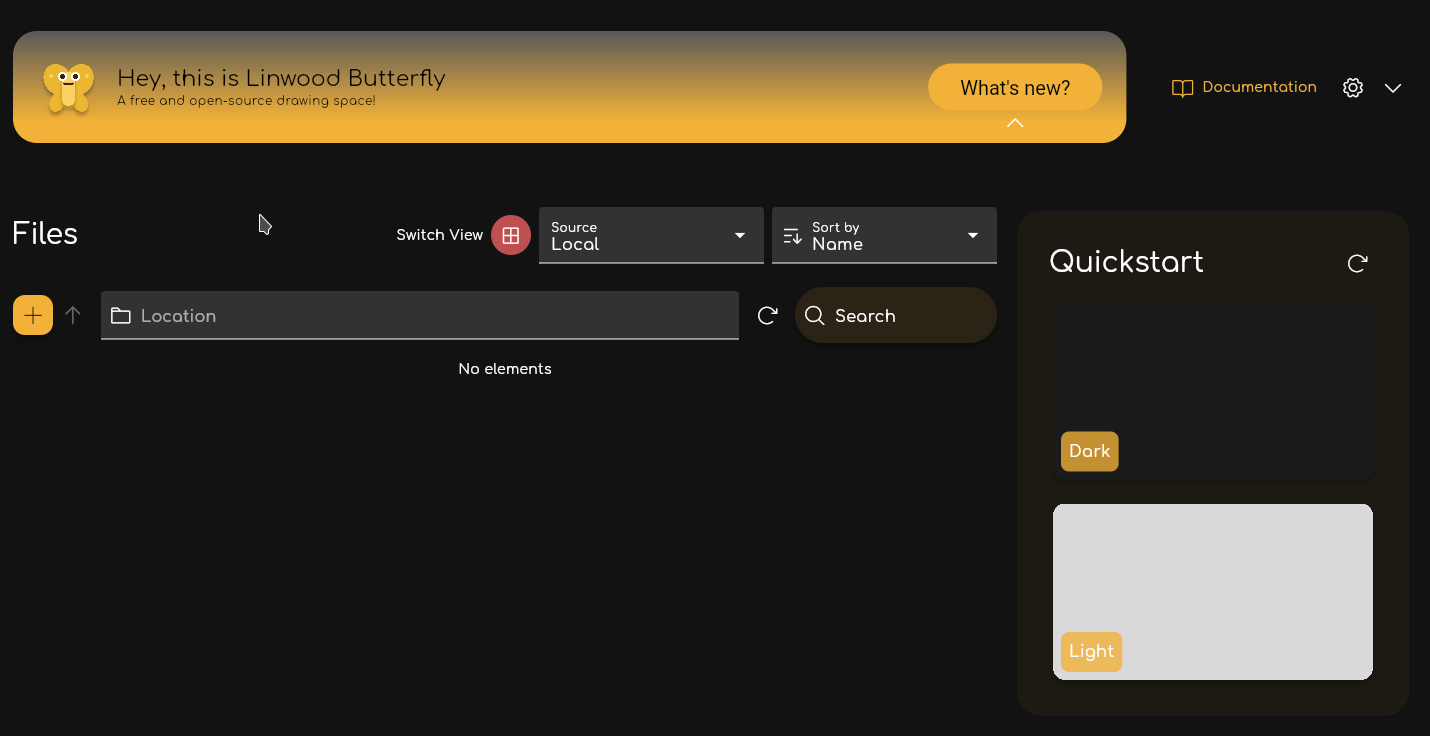 Hey, this is Linwood Butterfly
A free and open-source drawing space!
What's new?
Documentation
Files
Switch View
Source
Local
Sort by
Name
Location
Search
No elements
Quickstart
Dark
Light